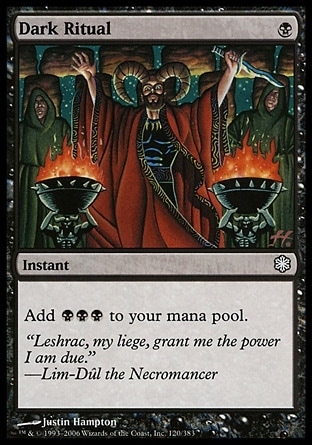 Dark Ritual
Instant
Add to your mana pool.
“Leshrac, my liege, grant me the power
I am due.”
—Lim-Dûl the Necromancer
Justin Hampton
™ & © 1993–2006 Wizards of the Coast, Inc. 120/383